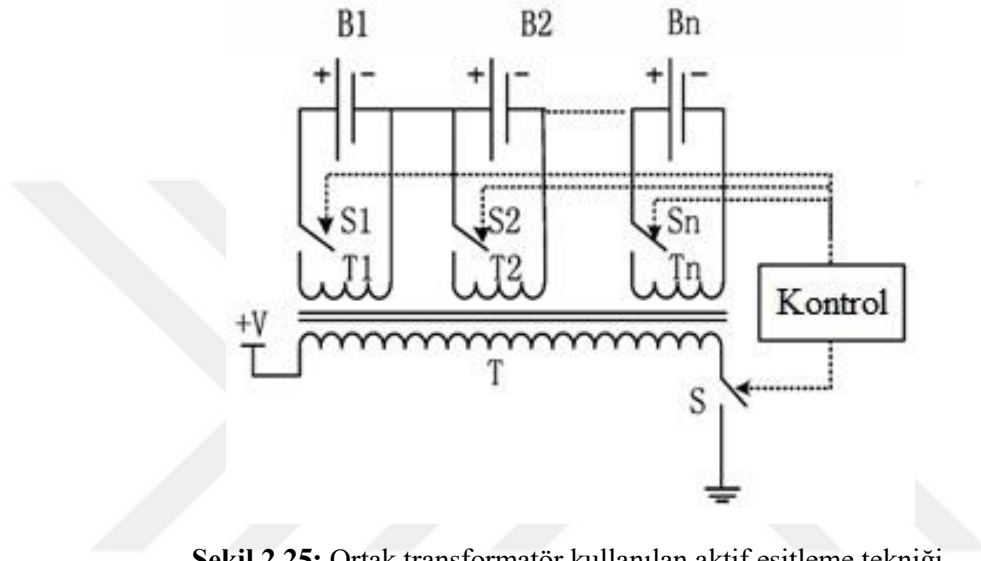 B1 B2 Bn
+ - + - + -
S1 S2 Sn
T1 T2 Tn
Kontrol
+V
T
S
Şekil 2.25: Ortak transformatör kullanılan aktif eşitleme tekniği